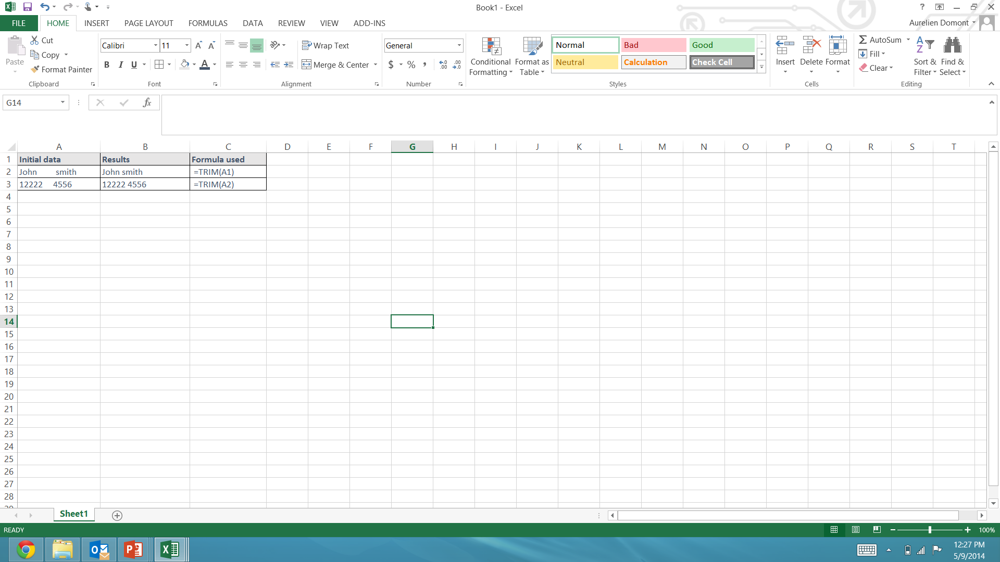 Book1 - Excel
?
FILE HOME INSERT PAGE LAYOUT FORMULAS DATA REVIEW VIEW ADD-INS Aurelien Domont
Paste
Cut
Copy
Format Painter
Clipboard
Calibri 11
B I U
Font
Wrap Text
Merge & Center
Alignment
General
$ % ,
Number
Conditional Formatting
Format as Table
Normal Bad Good
Neutral Calculation Check Cell
Styles
Insert Delete Format
Cells
AutoSum
Fill
Clear
Sort & Filter
Find & Select
Editing
G14
fx
A B C D E F G H I J K L M N O P Q R S T
1 Initial data Results Formula used
2 John smith John smith =TRIM(A1)
3 12222 4556 12222 4556 =TRIM(A2)
4
5
6
7
8
9
10
11
12
13
14
15
16
17
18
19
20
21
22
23
24
25
26
27
28
29
Sheet1
READY 100%
12:27 PM
5/9/2014